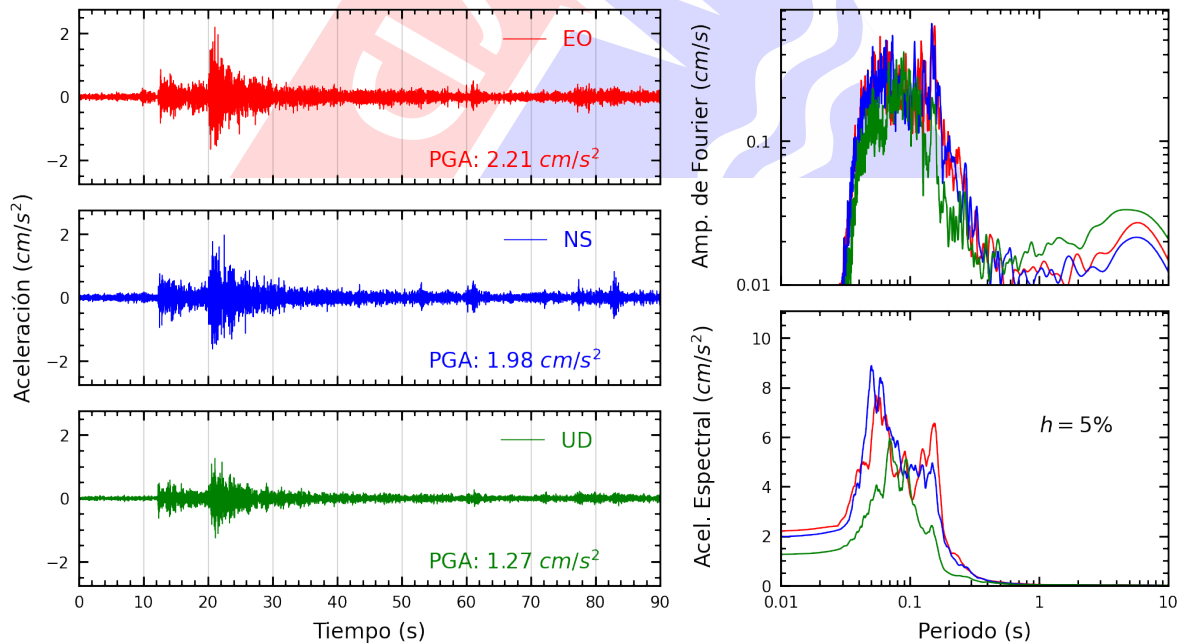 Aceleración (cm/s²)
2
0
−2
EO
PGA: 2.21 cm/s²
2
0
−2
NS
PGA: 1.98 cm/s²
2
0
−2
UD
PGA: 1.27 cm/s²
0 10 20 30 40 50 60 70 80 90
Tiempo (s)
Amp. de Fourier (cm/s)
0.1
0.01
Acel. Espectral (cm/s²)
10
8
6
4
2
0
h = 5%
0.01 0.1 1 10
Periodo (s)